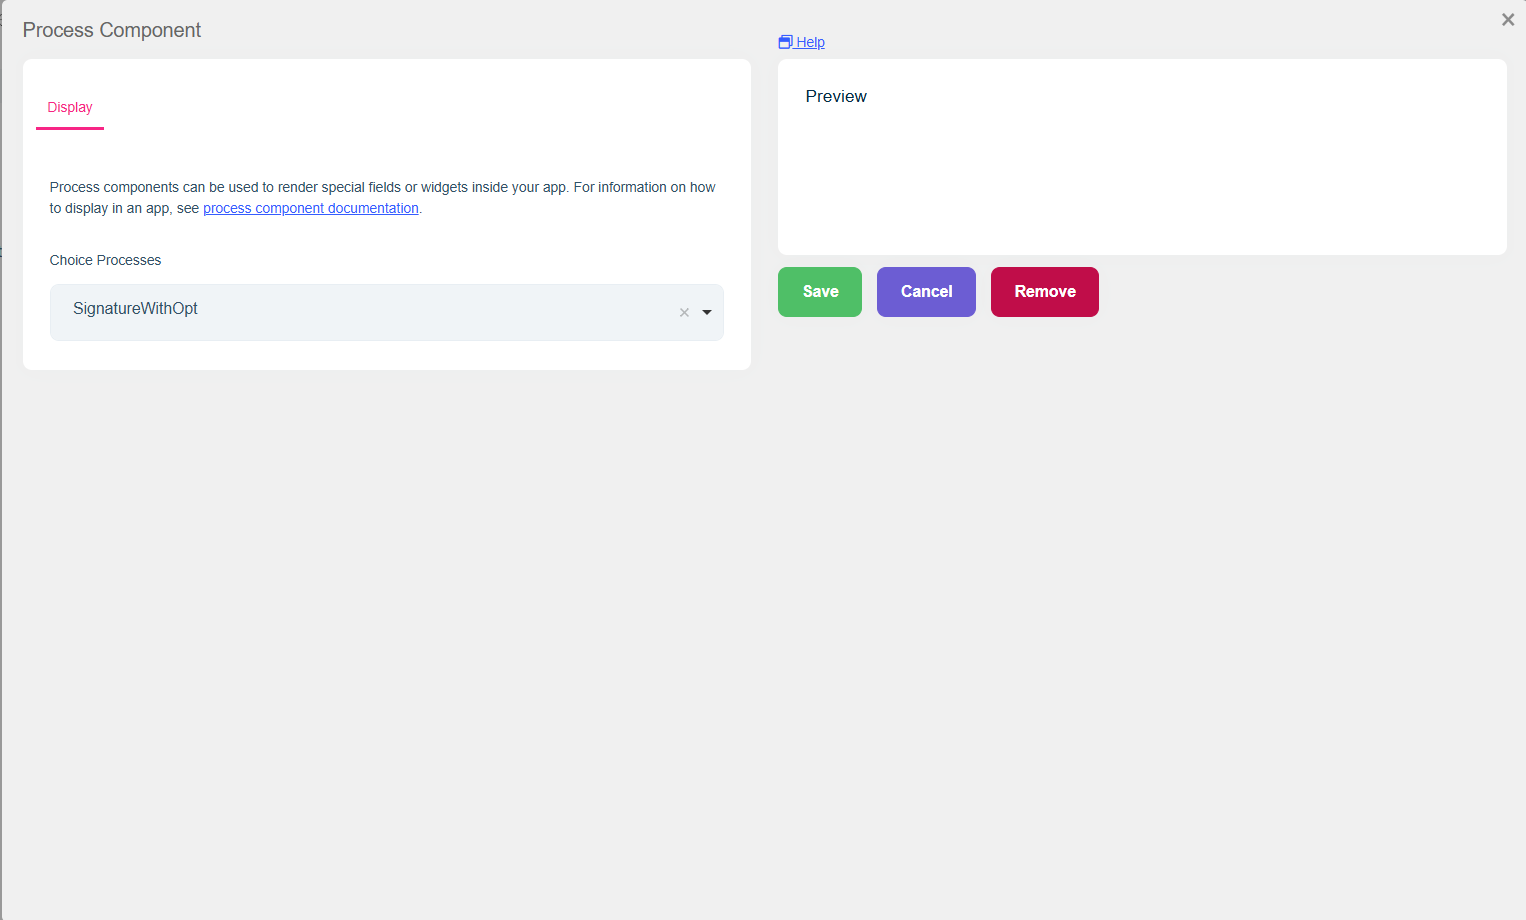 Process Component
Help
Display
Preview
Process components can be used to render special fields or widgets inside your app. For information on how
to display in an app, see process component documentation.
Choice Processes
SignatureWithOpt
Save
Cancel
Remove